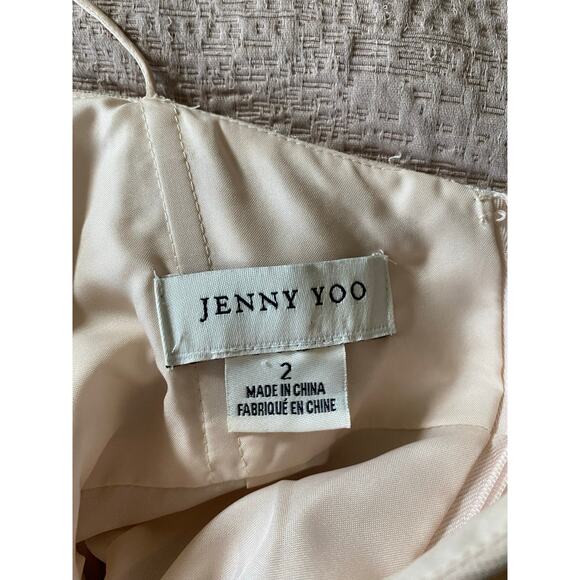 JENNY YOO
2
MADE IN CHINA
FABRIQUÉ EN CHINE